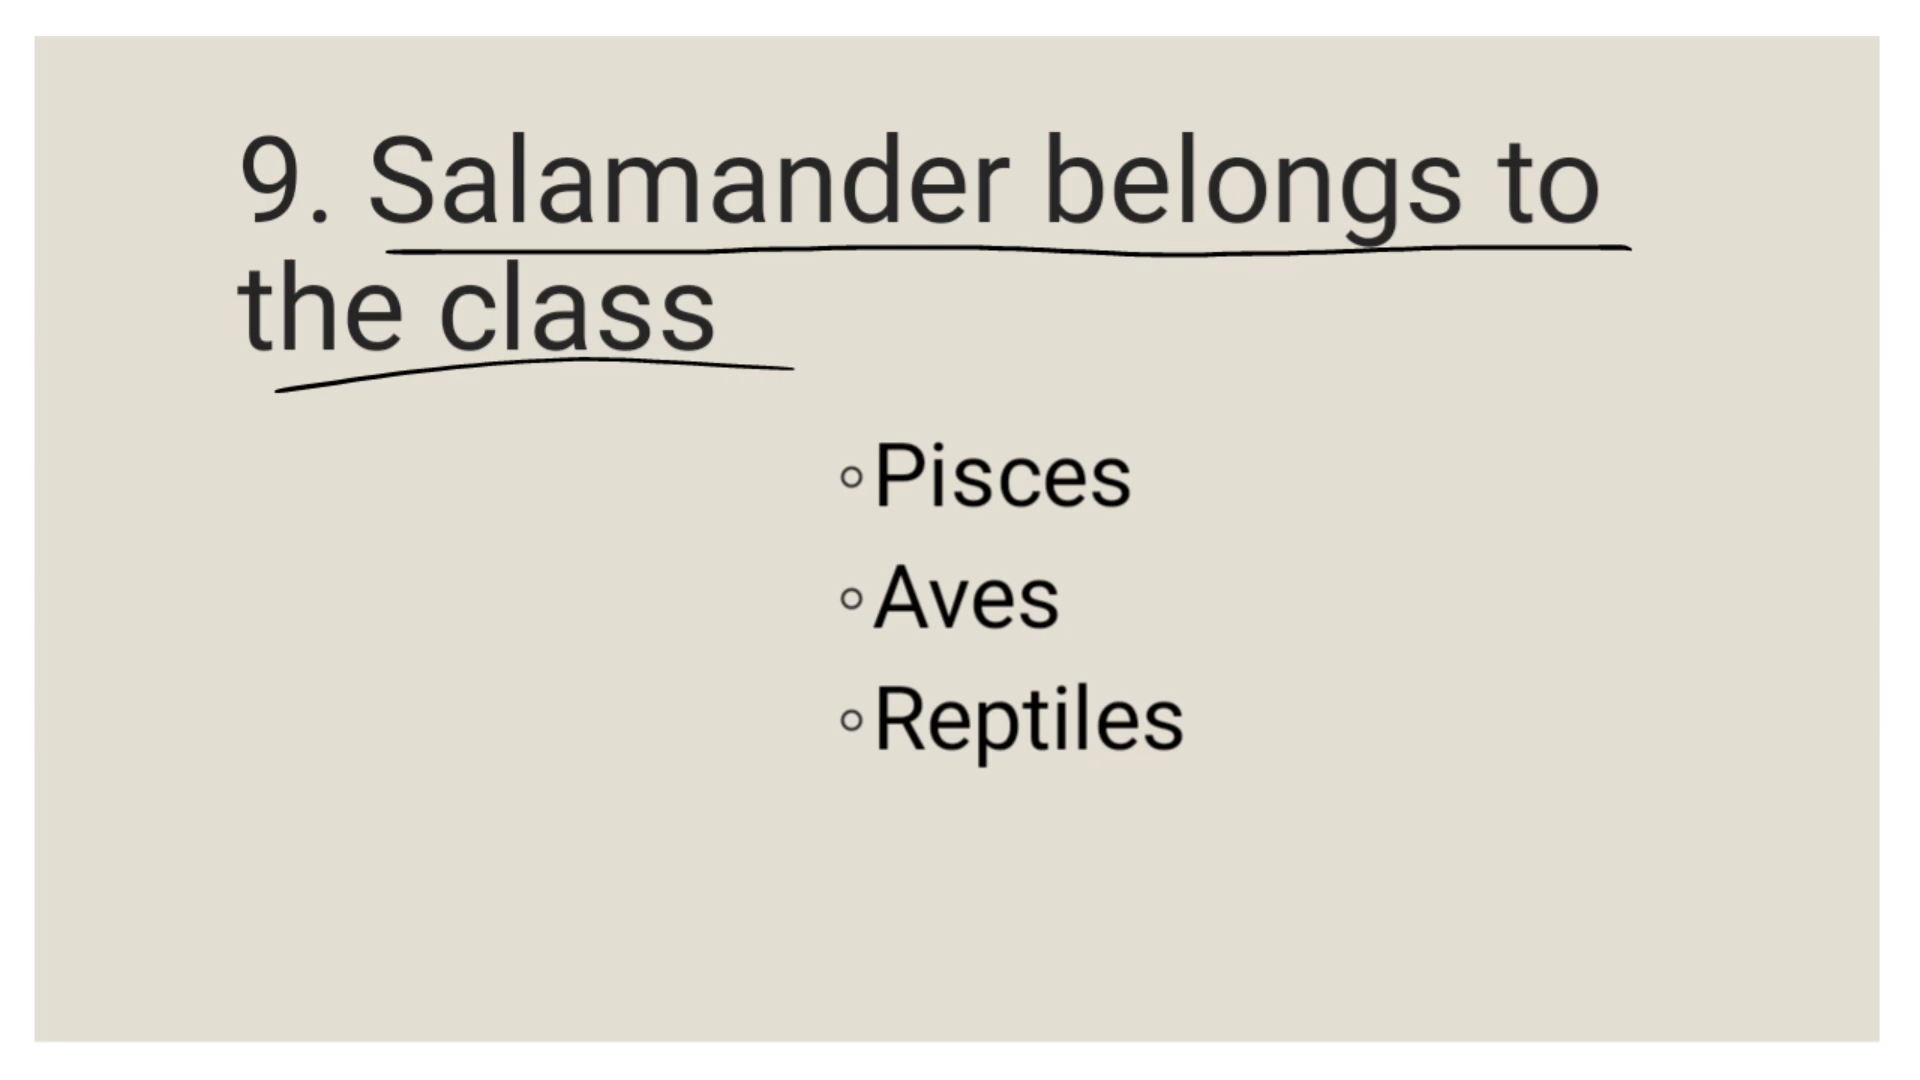 9. Salamander belongs to
the class
◦Pisces
◦Aves
◦Reptiles